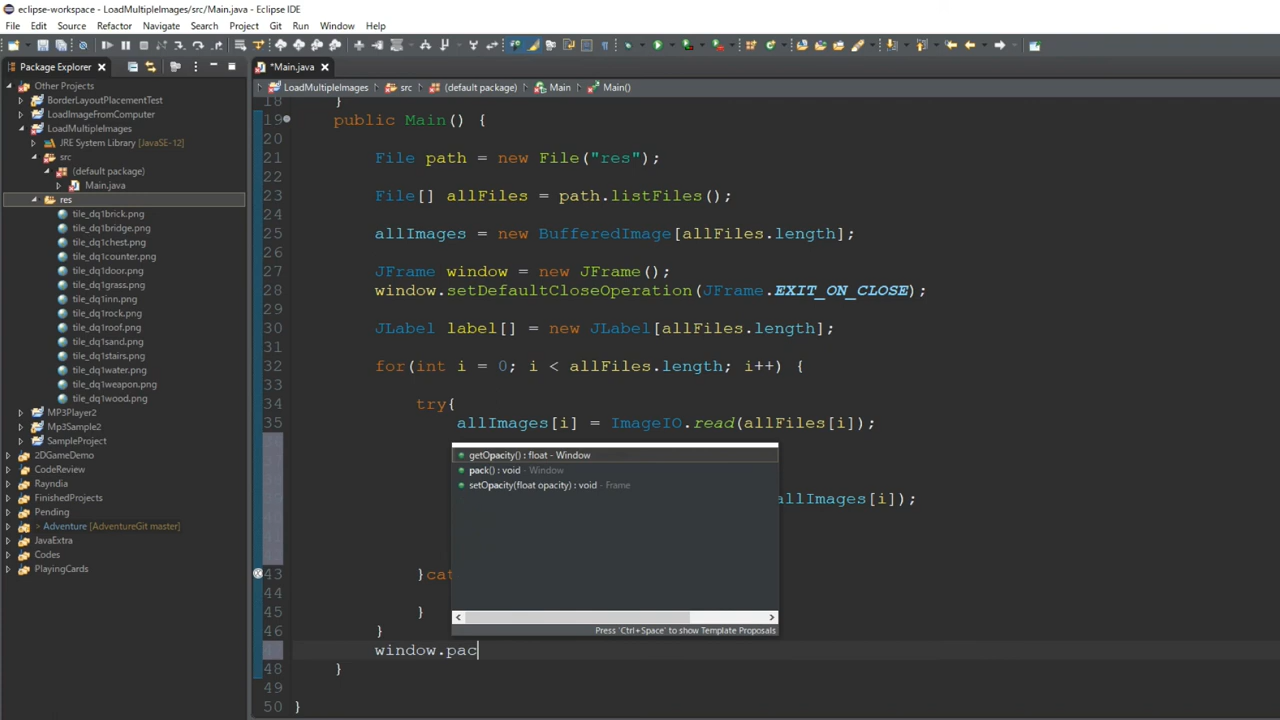 eclipse-workspace - LoadMultipleImages/src/Main.java - Eclipse IDE
File Edit Source Refactor Navigate Search Project Git Run Window Help
Package Explorer
*Main.java
LoadMultipleImages src (default package) Main Main()
Other Projects
BorderLayoutPlacementTest
LoadImageFromComputer
LoadMultipleImages
JRE System Library [JavaSE-12]
src
(default package)
Main.java
res
tile_dq1brick.png
tile_dq1bridge.png
tile_dq1chest.png
tile_dq1counter.png
tile_dq1door.png
tile_dq1grass.png
tile_dq1inn.png
tile_dq1rock.png
tile_dq1roof.png
tile_dq1sand.png
tile_dq1stairs.png
tile_dq1water.png
tile_dq1weapon.png
tile_dq1wood.png
MP3Player2
Mp3Sample2
SampleProject
2DGameDemo
CodeReview
Rayndia
FinishedProjects
Pending
> Adventure [AdventureGit master]
JavaExtra
Codes
PlayingCards
18 }
19 public Main() {
20
21 File path = new File("res");
22
23 File[] allFiles = path.listFiles();
24
25 allImages = new BufferedImage[allFiles.length];
26
27 JFrame window = new JFrame();
28 window.setDefaultCloseOperation(JFrame.EXIT_ON_CLOSE);
29
30 JLabel label[] = new JLabel[allFiles.length];
31
32 for(int i = 0; i < allFiles.length; i++) {
33
34 try{
35 allImages[i] = ImageIO.read(allFiles[i]);
getOpacity() : float - Window
pack() : void - Window
setOpacity(float opacity) : void - Frame
allImages[i]);
43 }cat
44
45 }
46 }
Press 'Ctrl+Space' to show Template Proposals
window.pac
48 }
49
50 }